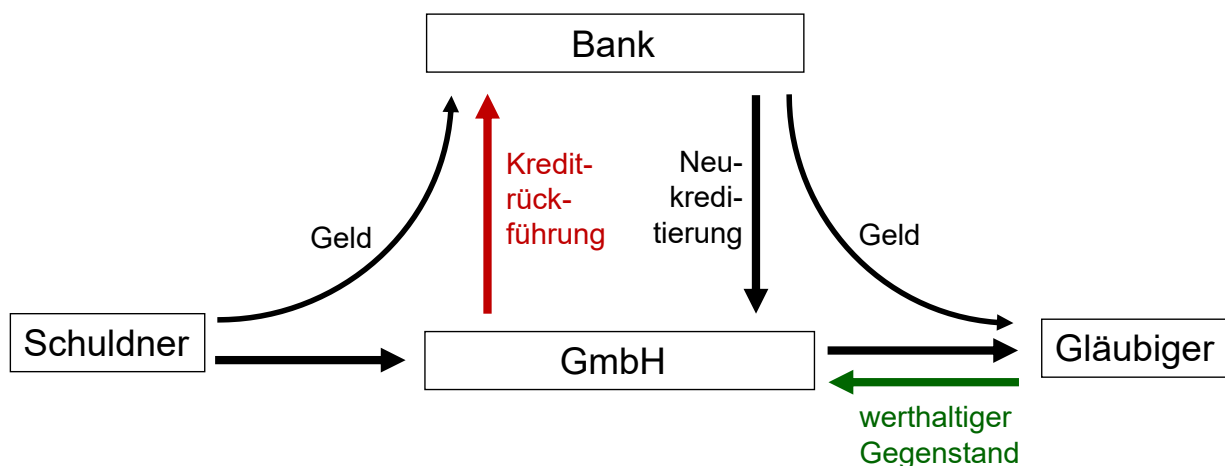 Bank
Kredit-
rück-
führung
Neu-
kredi-
tierung
Geld
Geld
Schuldner
GmbH
Gläubiger
werthaltiger
Gegenstand